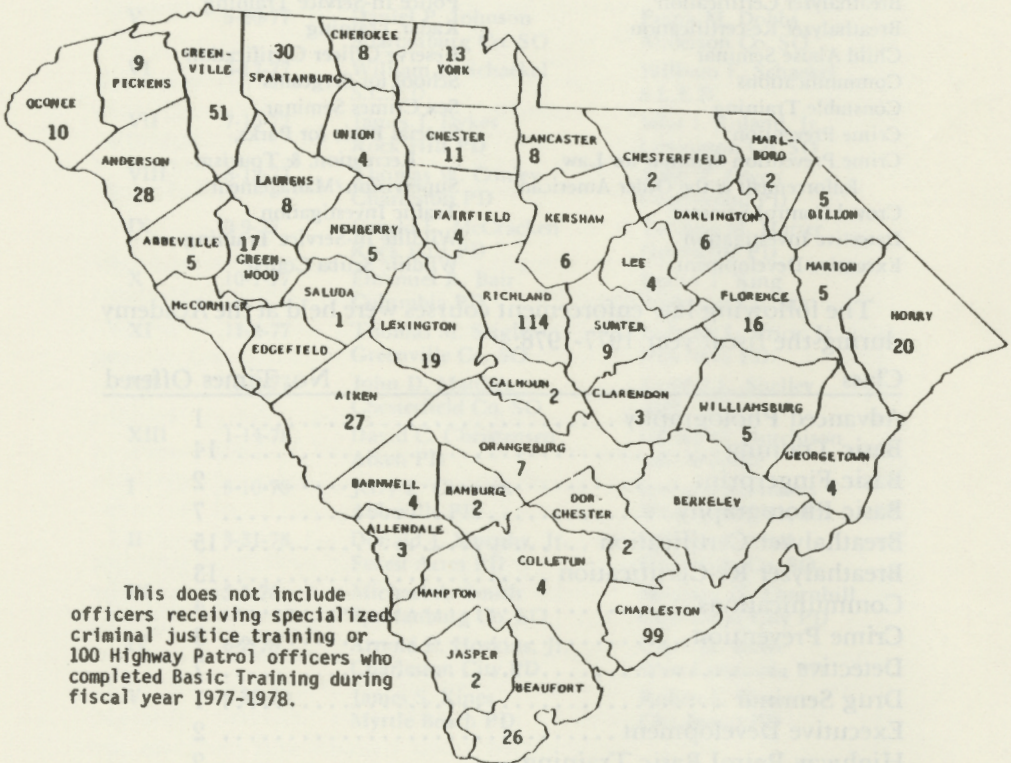 CHEROKEE
8
30
SPARTANBURG
13
YORK
GREEN-
VILLE
51
9
PICKENS
OCONEE
10
UNION
4
CHESTER
11
LANCASTER
8
CHESTERFIELD
2
MARL-
BORO
2
5
DILLON
ANDERSON
28
LAURENS
8
FAIRFIELD
4
KERSHAW
6
DARLINGTON
6
ABBEVILLE
5
17
GREEN-
WOOD
NEWBERRY
5
LEE
4
MARION
5
McCORMICK
SALUDA
1
RICHLAND
114
FLORENCE
16
HORRY
20
EDGEFIELD
LEXINGTON
19
SUMTER
9
AIKEN
27
CALHOUN
2
CLARENDON
3
WILLIAMSBURG
5
ORANGEBURG
7
GEORGETOWN
4
BARNWELL
4
BAMBURG
2
DOR-
CHESTER
2
BERKELEY
ALLENDALE
3
COLLETON
4
HAMPTON
CHARLESTON
99
JASPER
BEAUFORT
26
This does not include
officers receiving specialized
criminal justice training or
100 Highway Patrol officers who
completed Basic Training during
fiscal year 1977-1978.